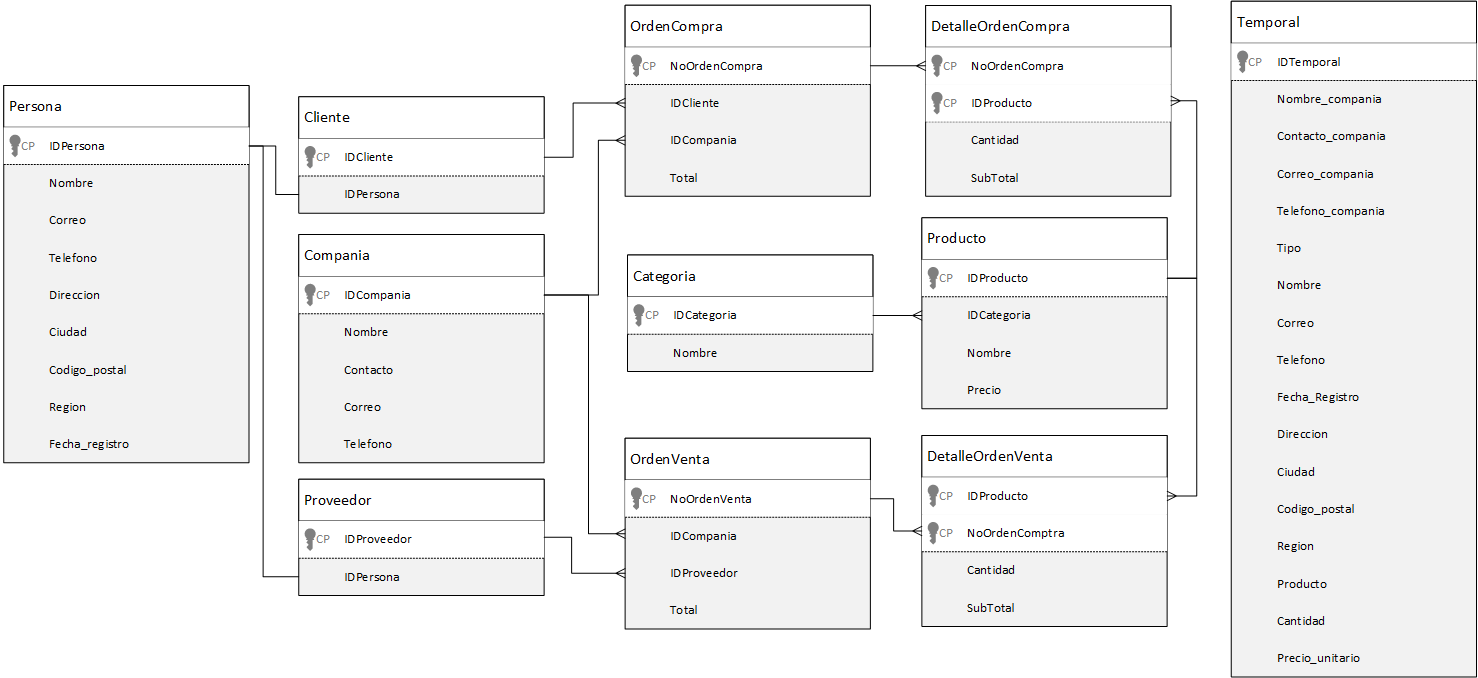 Persona
CP IDPersona
Nombre
Correo
Telefono
Direccion
Ciudad
Codigo_postal
Region
Fecha_registro
Cliente
CP IDCliente
IDPersona
Compania
CP IDCompania
Nombre
Contacto
Correo
Telefono
Proveedor
CP IDProveedor
IDPersona
OrdenCompra
CP NoOrdenCompra
IDCliente
IDCompania
Total
Categoria
CP IDCategoria
Nombre
OrdenVenta
CP NoOrdenVenta
IDCompania
IDProveedor
Total
DetalleOrdenCompra
CP NoOrdenCompra
CP IDProducto
Cantidad
SubTotal
Producto
CP IDProducto
IDCategoria
Nombre
Precio
DetalleOrdenVenta
CP IDProducto
CP NoOrdenComptra
Cantidad
SubTotal
Temporal
CP IDTemporal
Nombre_compania
Contacto_compania
Correo_compania
Telefono_compania
Tipo
Nombre
Correo
Telefono
Fecha_Registro
Direccion
Ciudad
Codigo_postal
Region
Producto
Cantidad
Precio_unitario